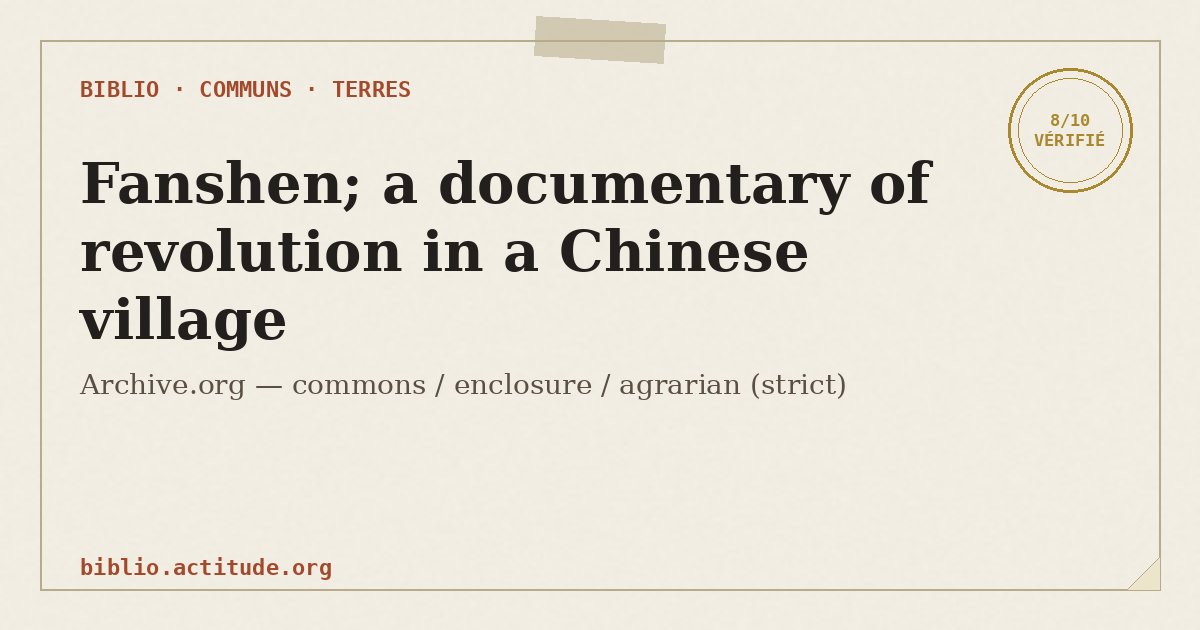 BIBLIO · COMMUNS · TERRES
8/10
VÉRIFIÉ
Fanshen; a documentary of
revolution in a Chinese
village
Archive.org — commons / enclosure / agrarian (strict)
biblio.actitude.org